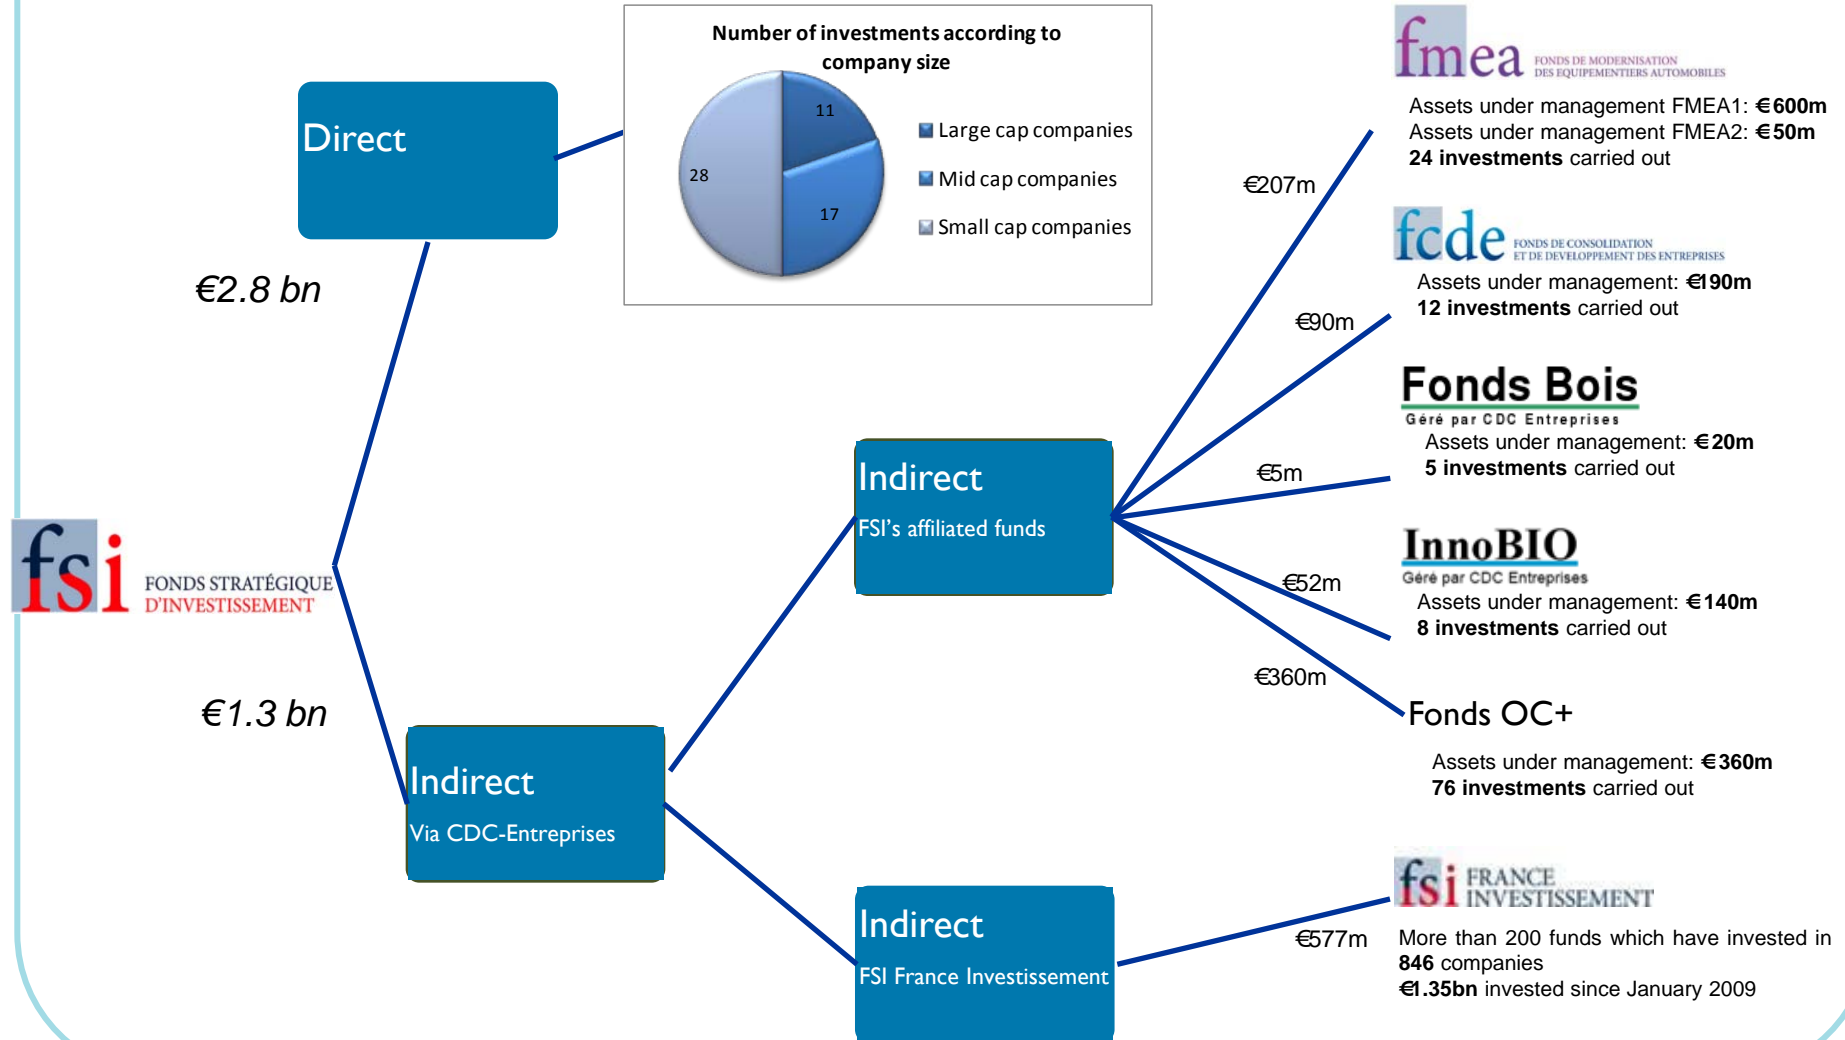 Number of investments according to
company size
11
28
17
Large cap companies
Mid cap companies
Small cap companies
Direct
€2.8 bn
fsi FONDS STRATÉGIQUE
D'INVESTISSEMENT
€1.3 bn
Indirect
Via CDC-Entreprises
Indirect
FSI's affiliated funds
Indirect
FSI France Investissement
€207m
€90m
€5m
€52m
€360m
€577m
fmea FONDS DE MODERNISATION
DES EQUIPEMENTIERS AUTOMOBILES
Assets under management FMEA1: €600m
Assets under management FMEA2: €50m
24 investments carried out
fcde FONDS DE CONSOLIDATION
ET DE DEVELOPPEMENT DES ENTREPRISES
Assets under management: €190m
12 investments carried out
Fonds Bois
Géré par CDC Entreprises
Assets under management: €20m
5 investments carried out
InnoBIO
Géré par CDC Entreprises
Assets under management: €140m
8 investments carried out
Fonds OC+
Assets under management: €360m
76 investments carried out
fsi FRANCE
INVESTISSEMENT
More than 200 funds which have invested in
846 companies
€1.35bn invested since January 2009